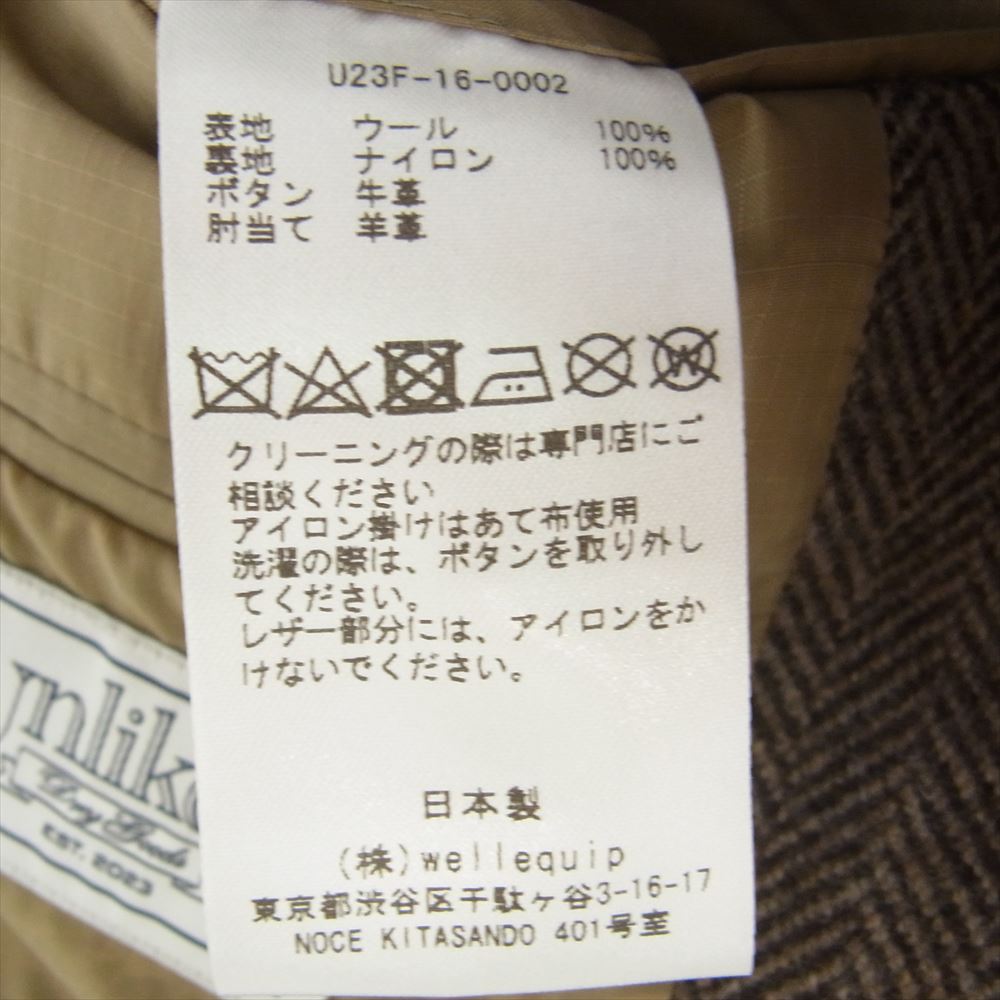 U23F-16-0002
表地 ウール 100%
裏地 ナイロン 100%
ボタン 牛革
肘当て 羊革
W
クリーニングの際は専門店にご
相談ください
アイロン掛けはあて布使用
洗濯の際は、ボタンを取り外し
てください。
レザー部分には、アイロンをか
けないでください。
日本製
(株)wellequip
東京都渋谷区千駄ヶ谷3-16-17
NOCE KITASANDO 401号室
Dry Goods
EST. 2023